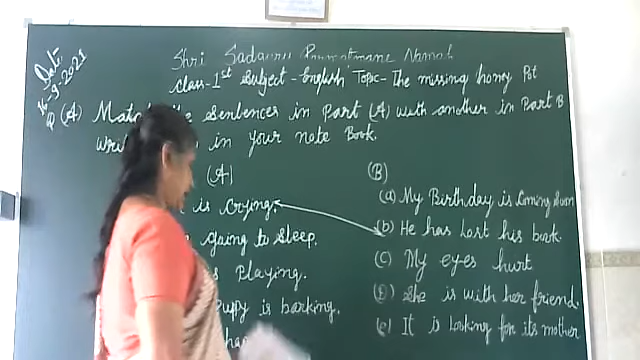 Date
16-9-2021
Shri Sadguru Namah
Class-1st Subject-English Topic-The missing honey Pot
Q (A) Match the Sentences in Part (A) with another in Part B
in your note Book.
(A) (B)
is crying. (a) My Birthday is Coming Soon
going to sleep. (b) He has Lost his book.
is Playing. (C) My eyes hurt
Puppy is barking. (D) She is with her friend.
(e) It is Looking for its mother